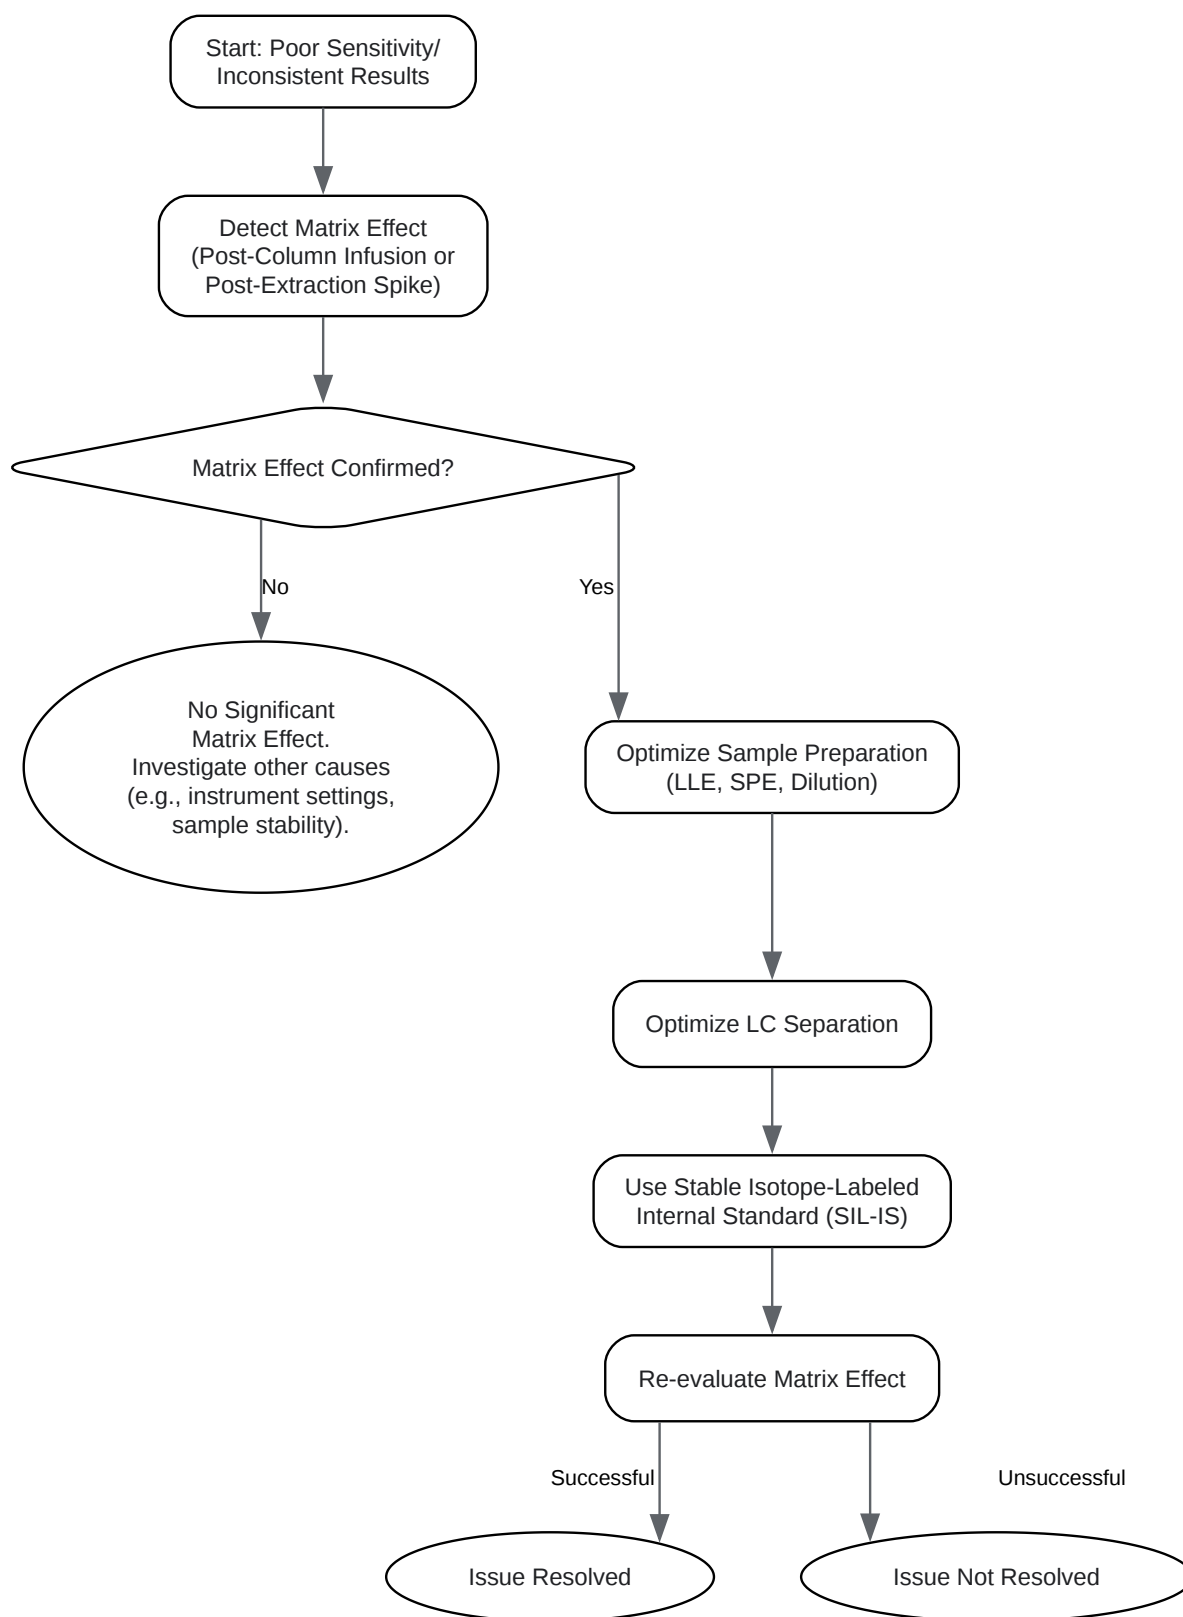 Start: Poor Sensitivity/
Inconsistent Results
Detect Matrix Effect
(Post-Column Infusion or
Post-Extraction Spike)
Matrix Effect Confirmed?
No
Yes
No Significant
Matrix Effect.
Investigate other causes
(e.g., instrument settings,
sample stability).
Optimize Sample Preparation
(LLE, SPE, Dilution)
Optimize LC Separation
Use Stable Isotope-Labeled
Internal Standard (SIL-IS)
Re-evaluate Matrix Effect
Successful
Unsuccessful
Issue Resolved
Issue Not Resolved